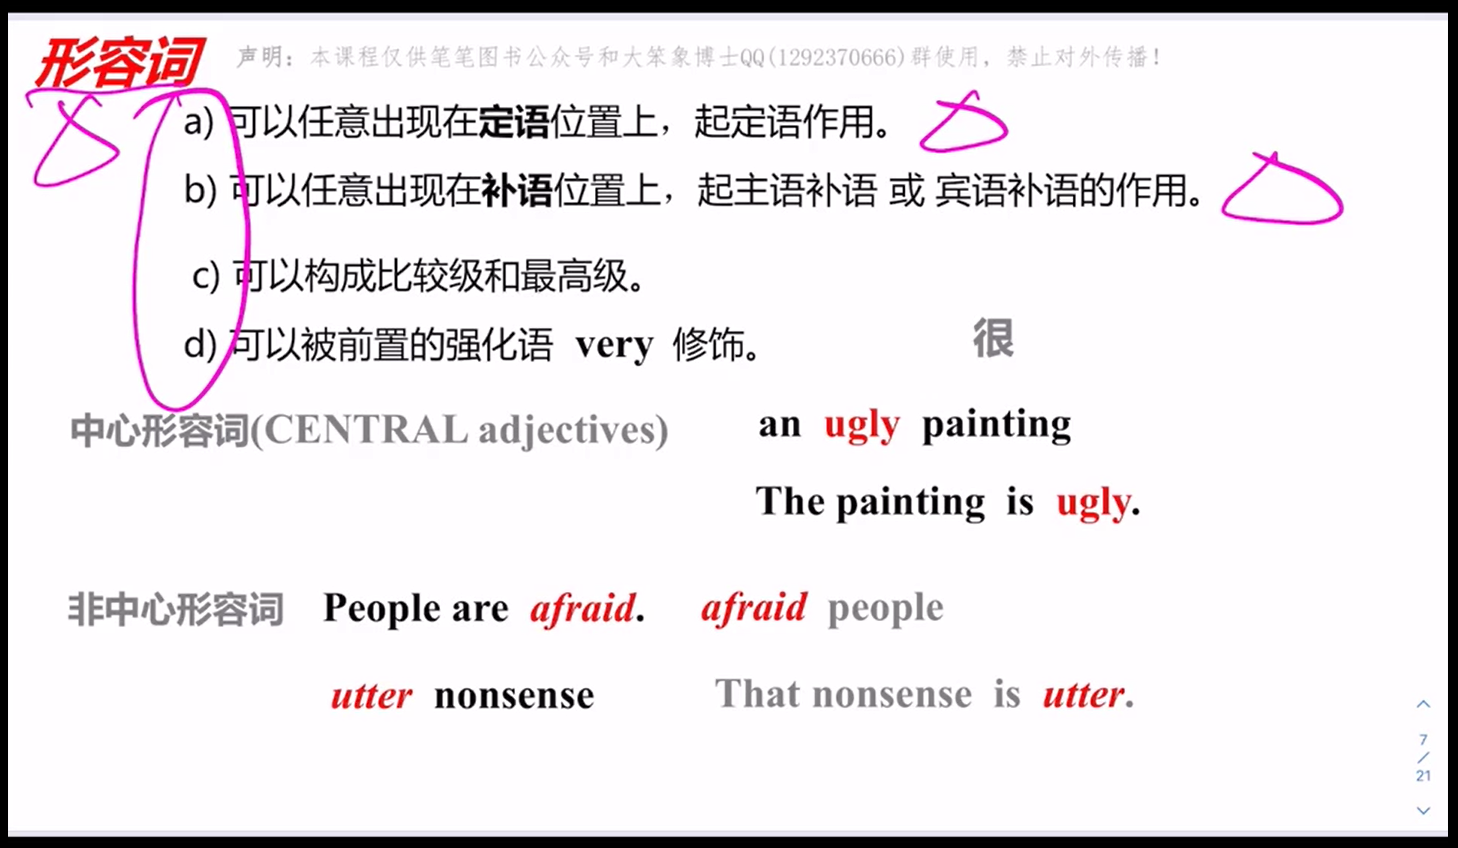 形容词 声明：本课程仅供笔笔图书公众号和大笨象博士QQ(1292370666)群使用，禁止对外传播！
a) 可以任意出现在定语位置上，起定语作用。
b) 可以任意出现在补语位置上，起主语补语 或 宾语补语的作用。
c) 可以构成比较级和最高级。
d) 可以被前置的强化语 very 修饰。 很
中心形容词(CENTRAL adjectives) an ugly painting
The painting is ugly.
非中心形容词 People are afraid. afraid people
utter nonsense That nonsense is utter.
7
/
21